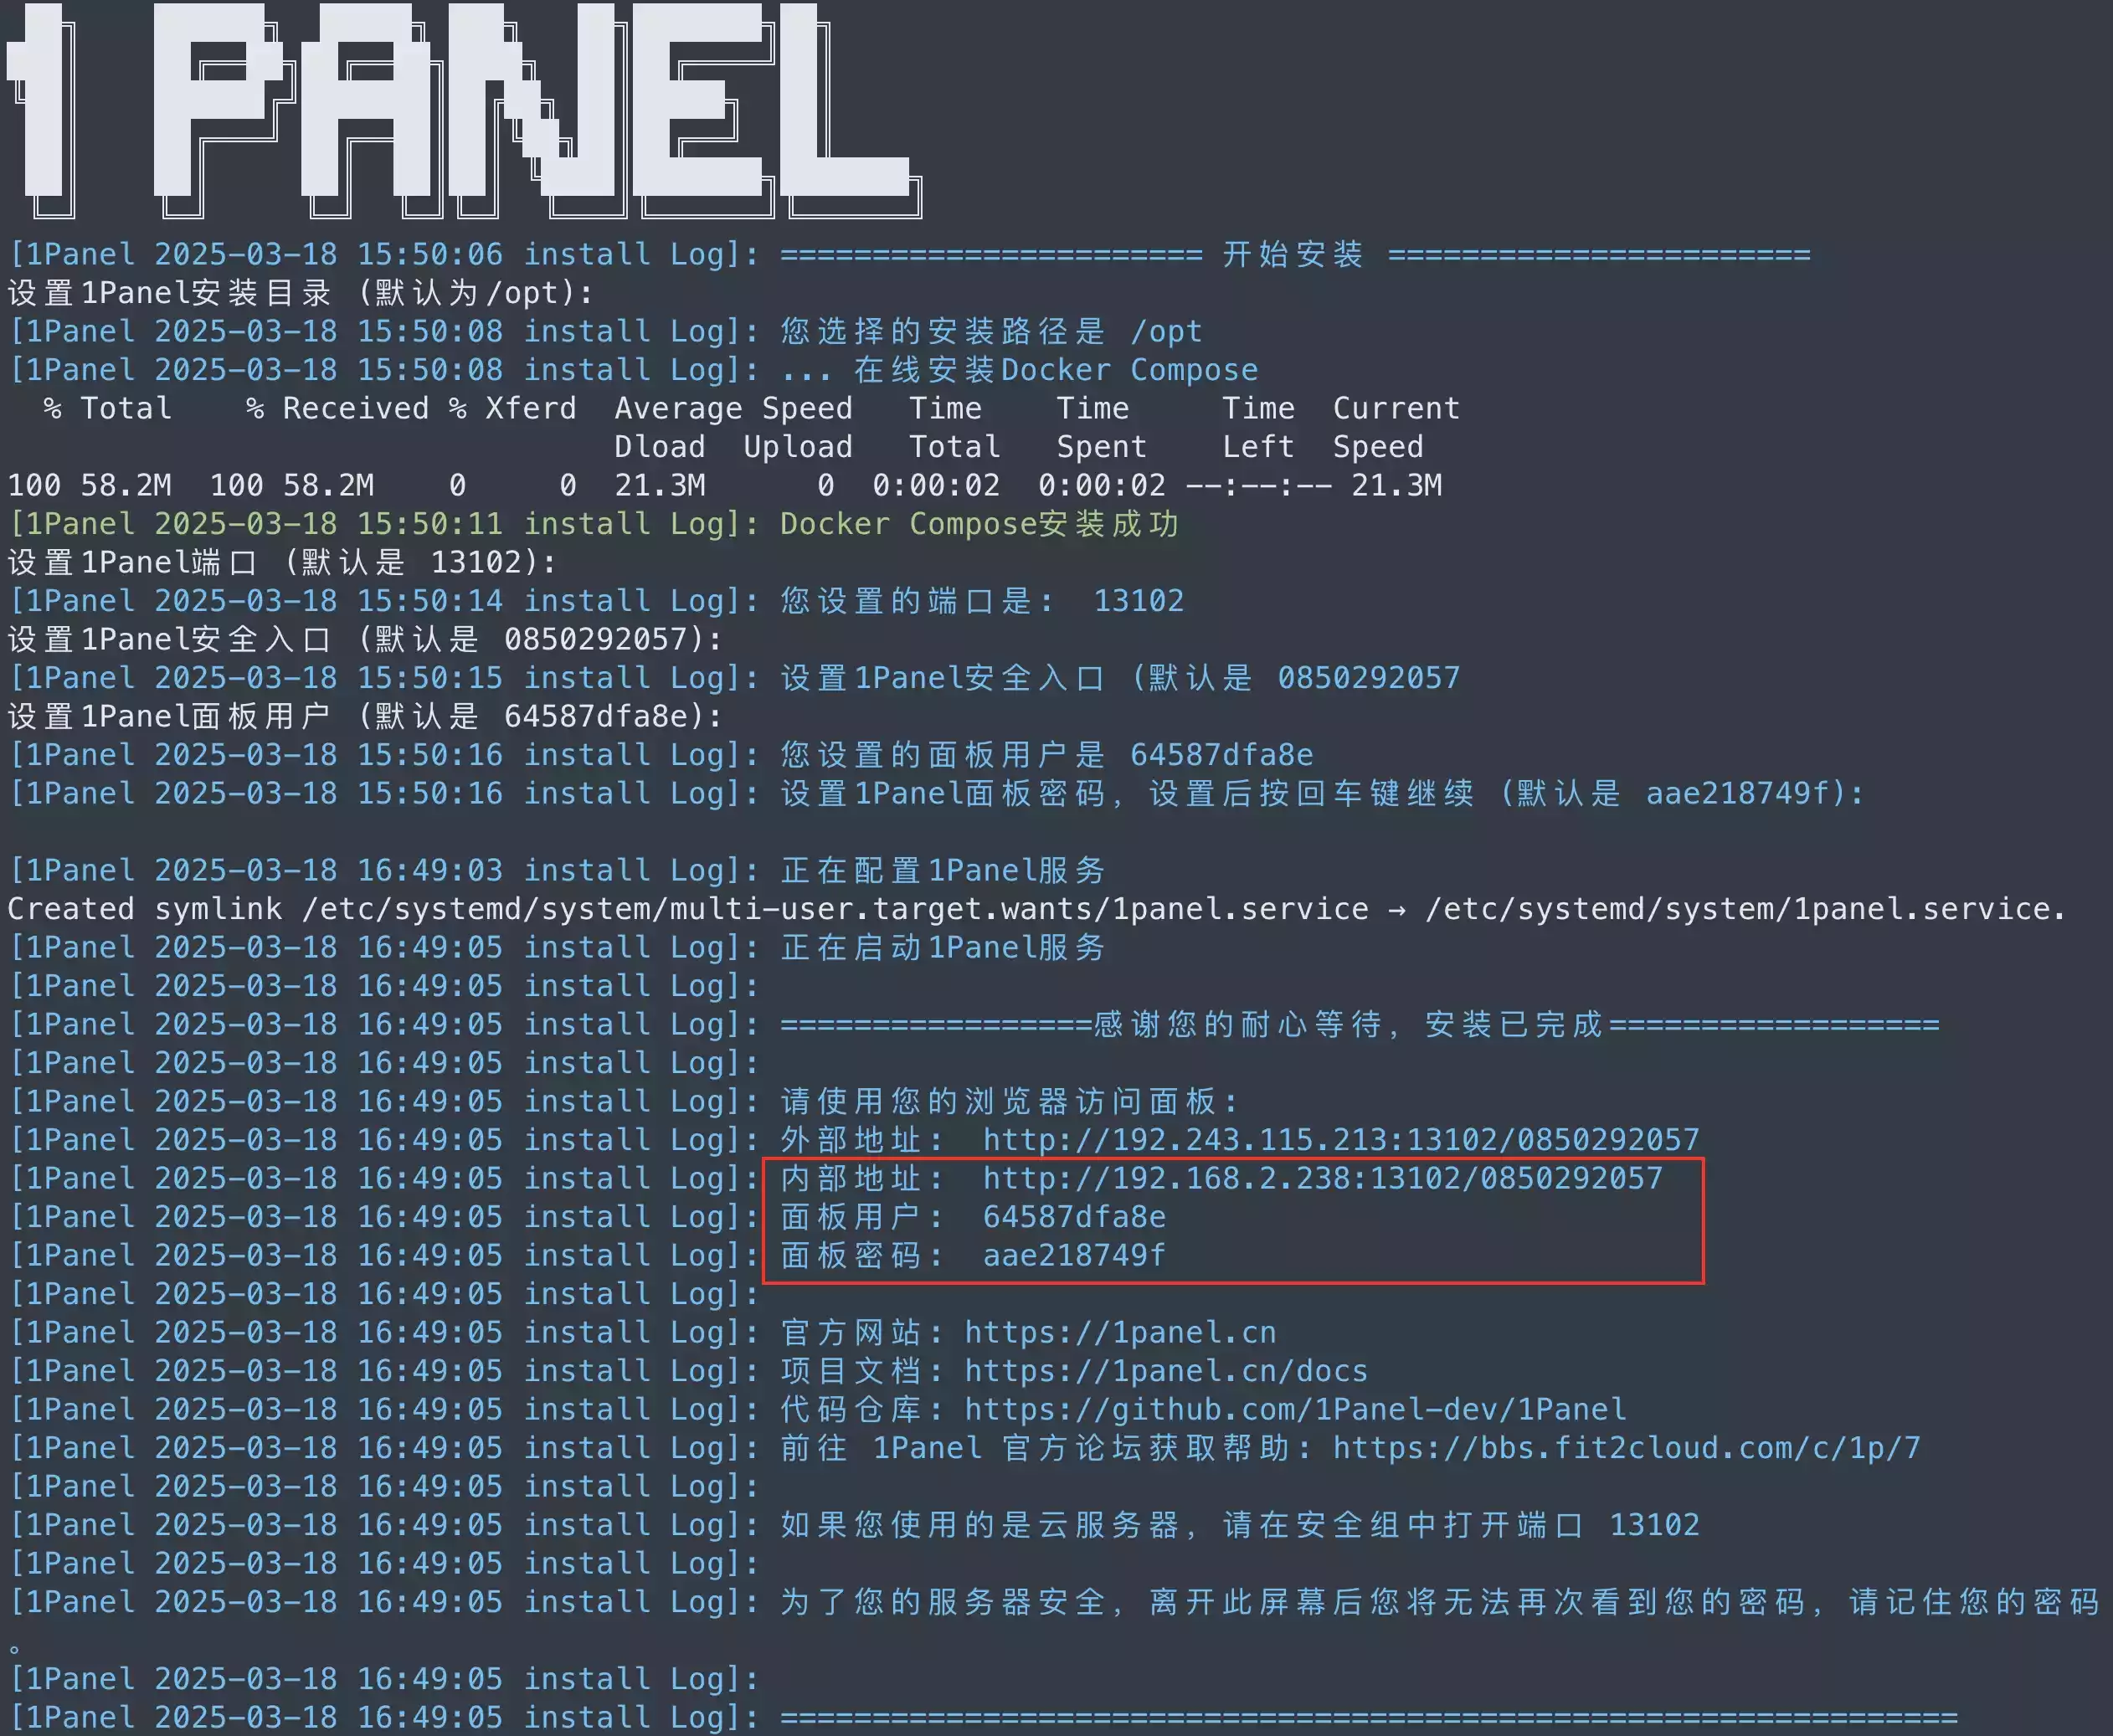 1 PANEL
[1Panel 2025-03-18 15:50:06 install Log]: ======================= 开始安装 =======================
设置1Panel安装目录 (默认为/opt):
[1Panel 2025-03-18 15:50:08 install Log]: 您选择的安装路径是 /opt
[1Panel 2025-03-18 15:50:08 install Log]: ... 在线安装Docker Compose
% Total % Received % Xferd Average Speed Time Time Time Current
Dload Upload Total Spent Left Speed
100 58.2M 100 58.2M 0 0 21.3M 0 0:00:02 0:00:02 --:--:-- 21.3M
[1Panel 2025-03-18 15:50:11 install Log]: Docker Compose安装成功
设置1Panel端口 (默认是 13102):
[1Panel 2025-03-18 15:50:14 install Log]: 您设置的端口是: 13102
设置1Panel安全入口 (默认是 0850292057):
[1Panel 2025-03-18 15:50:15 install Log]: 设置1Panel安全入口 (默认是 0850292057
设置1Panel面板用户 (默认是 64587dfa8e):
[1Panel 2025-03-18 15:50:16 install Log]: 您设置的面板用户是 64587dfa8e
[1Panel 2025-03-18 15:50:16 install Log]: 设置1Panel面板密码, 设置后按回车键继续 (默认是 aae218749f):
[1Panel 2025-03-18 16:49:03 install Log]: 正在配置1Panel服务
Created symlink /etc/systemd/system/multi-user.target.wants/1panel.service → /etc/systemd/system/1panel.service.
[1Panel 2025-03-18 16:49:05 install Log]: 正在启动1Panel服务
[1Panel 2025-03-18 16:49:05 install Log]:
[1Panel 2025-03-18 16:49:05 install Log]: =================感谢您的耐心等待, 安装已完成==================
[1Panel 2025-03-18 16:49:05 install Log]:
[1Panel 2025-03-18 16:49:05 install Log]: 请使用您的浏览器访问面板:
[1Panel 2025-03-18 16:49:05 install Log]: 外部地址: http://192.243.115.213:13102/0850292057
[1Panel 2025-03-18 16:49:05 install Log]: 内部地址: http://192.168.2.238:13102/0850292057
[1Panel 2025-03-18 16:49:05 install Log]: 面板用户: 64587dfa8e
[1Panel 2025-03-18 16:49:05 install Log]: 面板密码: aae218749f
[1Panel 2025-03-18 16:49:05 install Log]:
[1Panel 2025-03-18 16:49:05 install Log]: 官方网站: https://1panel.cn
[1Panel 2025-03-18 16:49:05 install Log]: 项目文档: https://1panel.cn/docs
[1Panel 2025-03-18 16:49:05 install Log]: 代码仓库: https://github.com/1Panel-dev/1Panel
[1Panel 2025-03-18 16:49:05 install Log]: 前往 1Panel 官方论坛获取帮助: https://bbs.fit2cloud.com/c/1p/7
[1Panel 2025-03-18 16:49:05 install Log]:
[1Panel 2025-03-18 16:49:05 install Log]: 如果您使用的是云服务器, 请在安全组中打开端口 13102
[1Panel 2025-03-18 16:49:05 install Log]:
[1Panel 2025-03-18 16:49:05 install Log]: 为了您的服务器安全, 离开此屏幕后您将无法再次看到您的密码, 请记住您的密码
。
[1Panel 2025-03-18 16:49:05 install Log]:
[1Panel 2025-03-18 16:49:05 install Log]: ================================================================